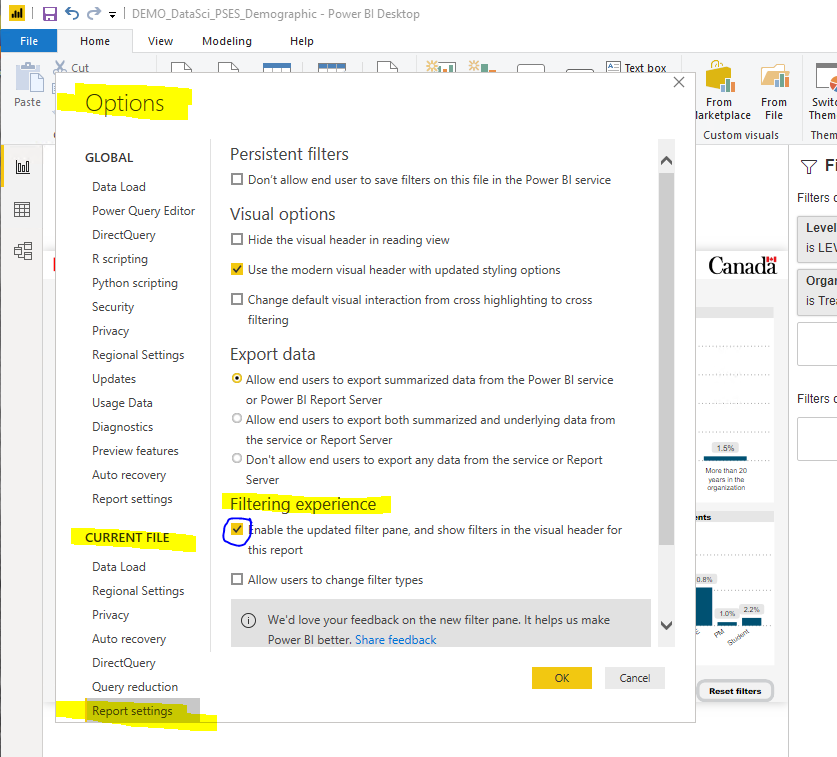 DEMO_DataSci_PSES_Demographic - Power BI Desktop
File
Home
View
Modeling
Help
Paste
Cut
Text box
From
Marketplace
From
File
Custom visuals
Options
GLOBAL
Data Load
Power Query Editor
DirectQuery
R scripting
Python scripting
Security
Privacy
Regional Settings
Updates
Usage Data
Diagnostics
Preview features
Auto recovery
Report settings
CURRENT FILE
Data Load
Regional Settings
Privacy
Auto recovery
DirectQuery
Query reduction
Report settings
Persistent filters
Don't allow end user to save filters on this file in the Power BI service
Visual options
Hide the visual header in reading view
Use the modern visual header with updated styling options
Change default visual interaction from cross highlighting to cross
filtering
Export data
Allow end users to export summarized data from the Power BI service
or Power BI Report Server
Allow end users to export both summarized and underlying data from
the service or Report Server
Don't allow end users to export any data from the service or Report
Server
Filtering experience
Enable the updated filter pane, and show filters in the visual header for
this report
Allow users to change filter types
We'd love your feedback on the new filter pane. It helps us make
Power BI better. Share feedback
OK
Cancel
Canada
1.5%
More than 20
years in the
organization
0.8%
1.0%
2.2%
PM
Student
Reset filters
Filters
Level
is LEV
Organ
is Trea
Filters